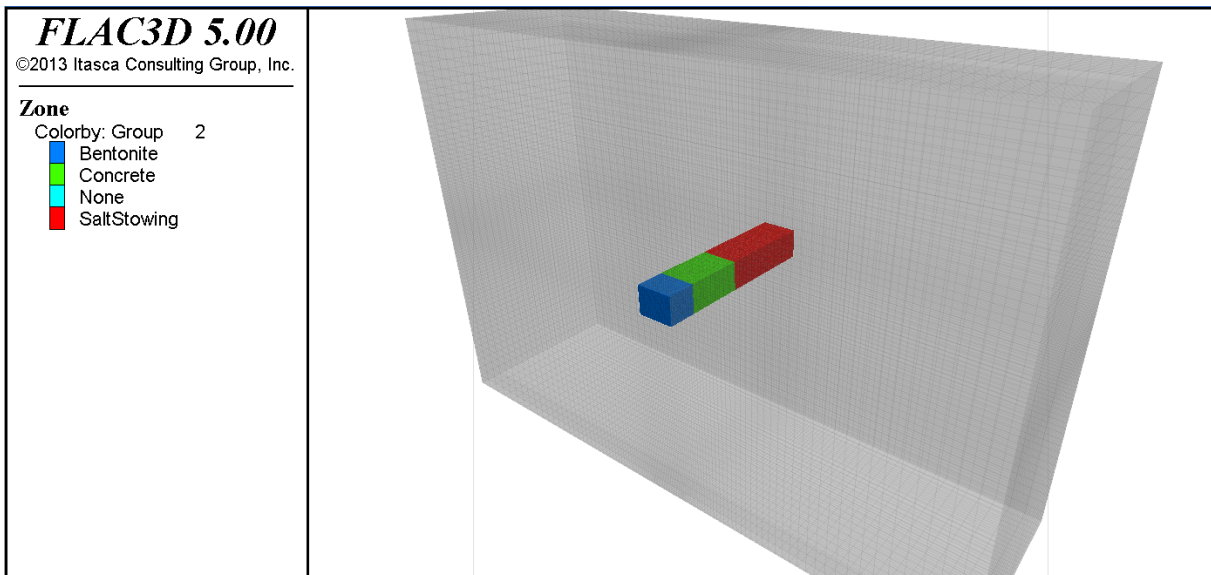 FLAC3D 5.00
©2013 Itasca Consulting Group, Inc.
Zone
Colorby: Group 2
Bentonite
Concrete
None
SaltStowing